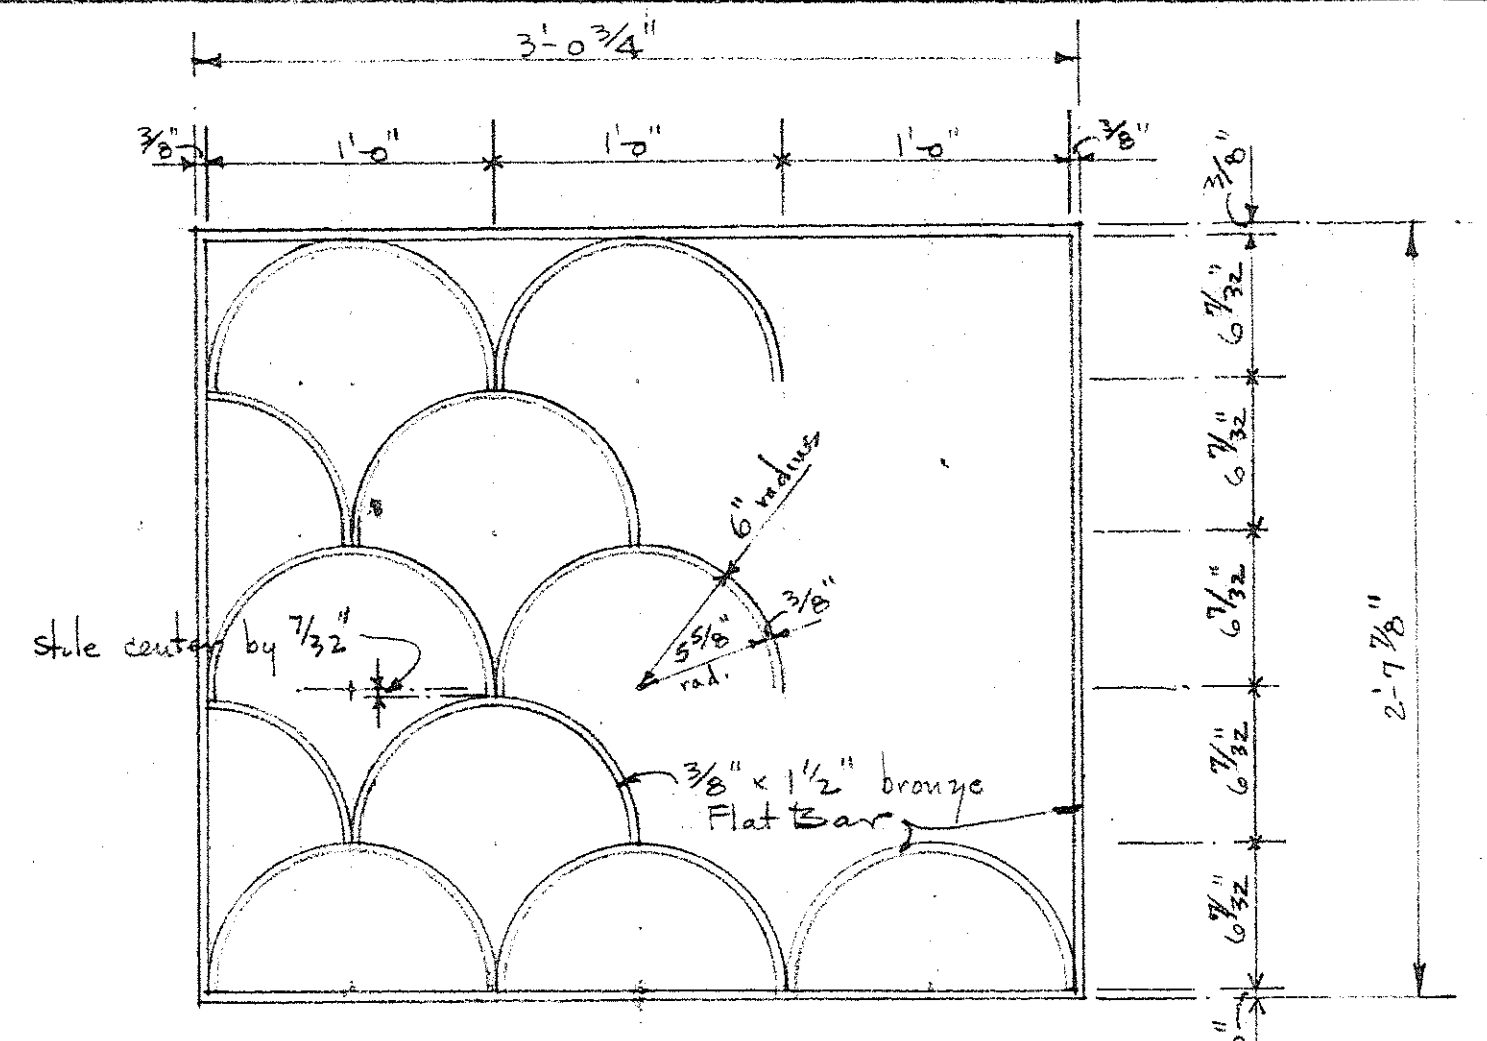 3'-0 3/4"
3/8" 1'-0" 1'-0" 1'-0" 3/8"
3/8"
6 7/32"
6 7/32"
6 7/32"
6 7/32"
6 7/32"
2'-7 7/8"
6" radius
3/8"
5 5/8"
rad.
center by 7/32"
3/8" x 1 1/2" bronze
Flat Bar